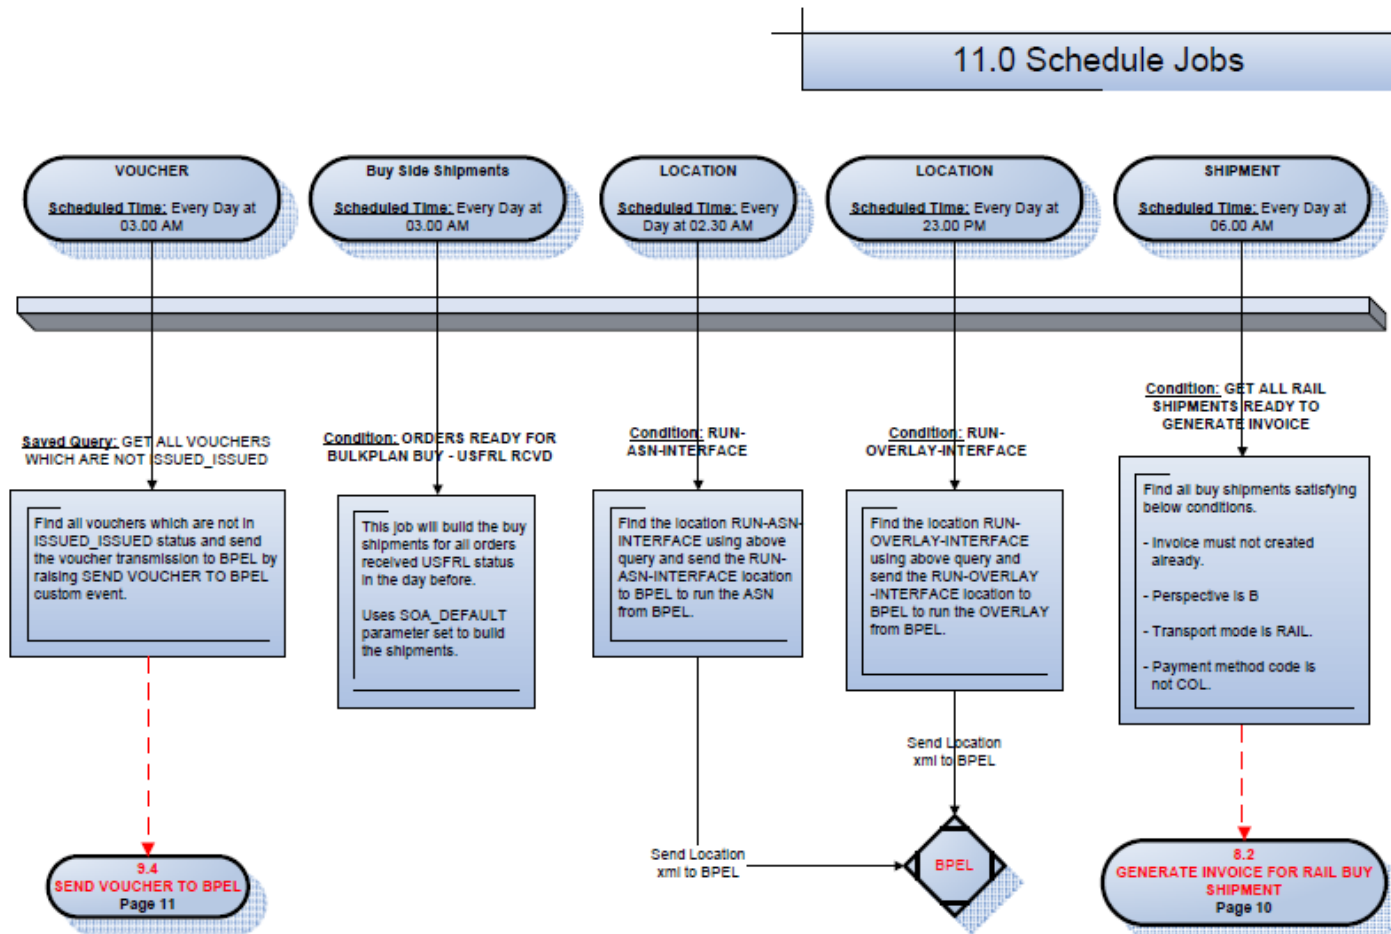 11.0 Schedule Jobs
VOUCHER
Scheduled Time: Every Day at
03.00 AM
Buy Side Shipments
Scheduled Time: Every Day at
03.00 AM
LOCATION
Scheduled Time: Every
Day at 02.30 AM
LOCATION
Scheduled Time: Every Day at
23.00 PM
SHIPMENT
Scheduled Time: Every Day at
06.00 AM
Saved Query: GET ALL VOUCHERS
WHICH ARE NOT ISSUED_ISSUED
Condition: ORDERS READY FOR
BULKPLAN BUY - USFRL RCVD
Condition: RUN-
ASN-INTERFACE
Condition: RUN-
OVERLAY-INTERFACE
Condition: GET ALL RAIL
SHIPMENTS READY TO
GENERATE INVOICE
Find all vouchers which are not in
ISSUED_ISSUED status and send
the voucher transmission to BPEL by
raising SEND VOUCHER TO BPEL
custom event.
This job will build the buy
shipments for all orders
received USFRL status
in the day before.
Uses SOA_DEFAULT
parameter set to build
the shipments.
Find the location RUN-ASN-
INTERFACE using above
query and send the RUN-
ASN-INTERFACE location
to BPEL to run the ASN
from BPEL.
Find the location RUN-
OVERLAY-INTERFACE
using above query and
send the RUN-OVERLAY
-INTERFACE location to
BPEL to run the OVERLAY
from BPEL.
Find all buy shipments satisfying
below conditions.
- Invoice must not created
already.
- Perspective is B
- Transport mode is RAIL.
- Payment method code is
not COL.
Send Location
xml to BPEL
Send Location
xml to BPEL
BPEL
9.4
SEND VOUCHER TO BPEL
Page 11
8.2
GENERATE INVOICE FOR RAIL BUY
SHIPMENT
Page 10